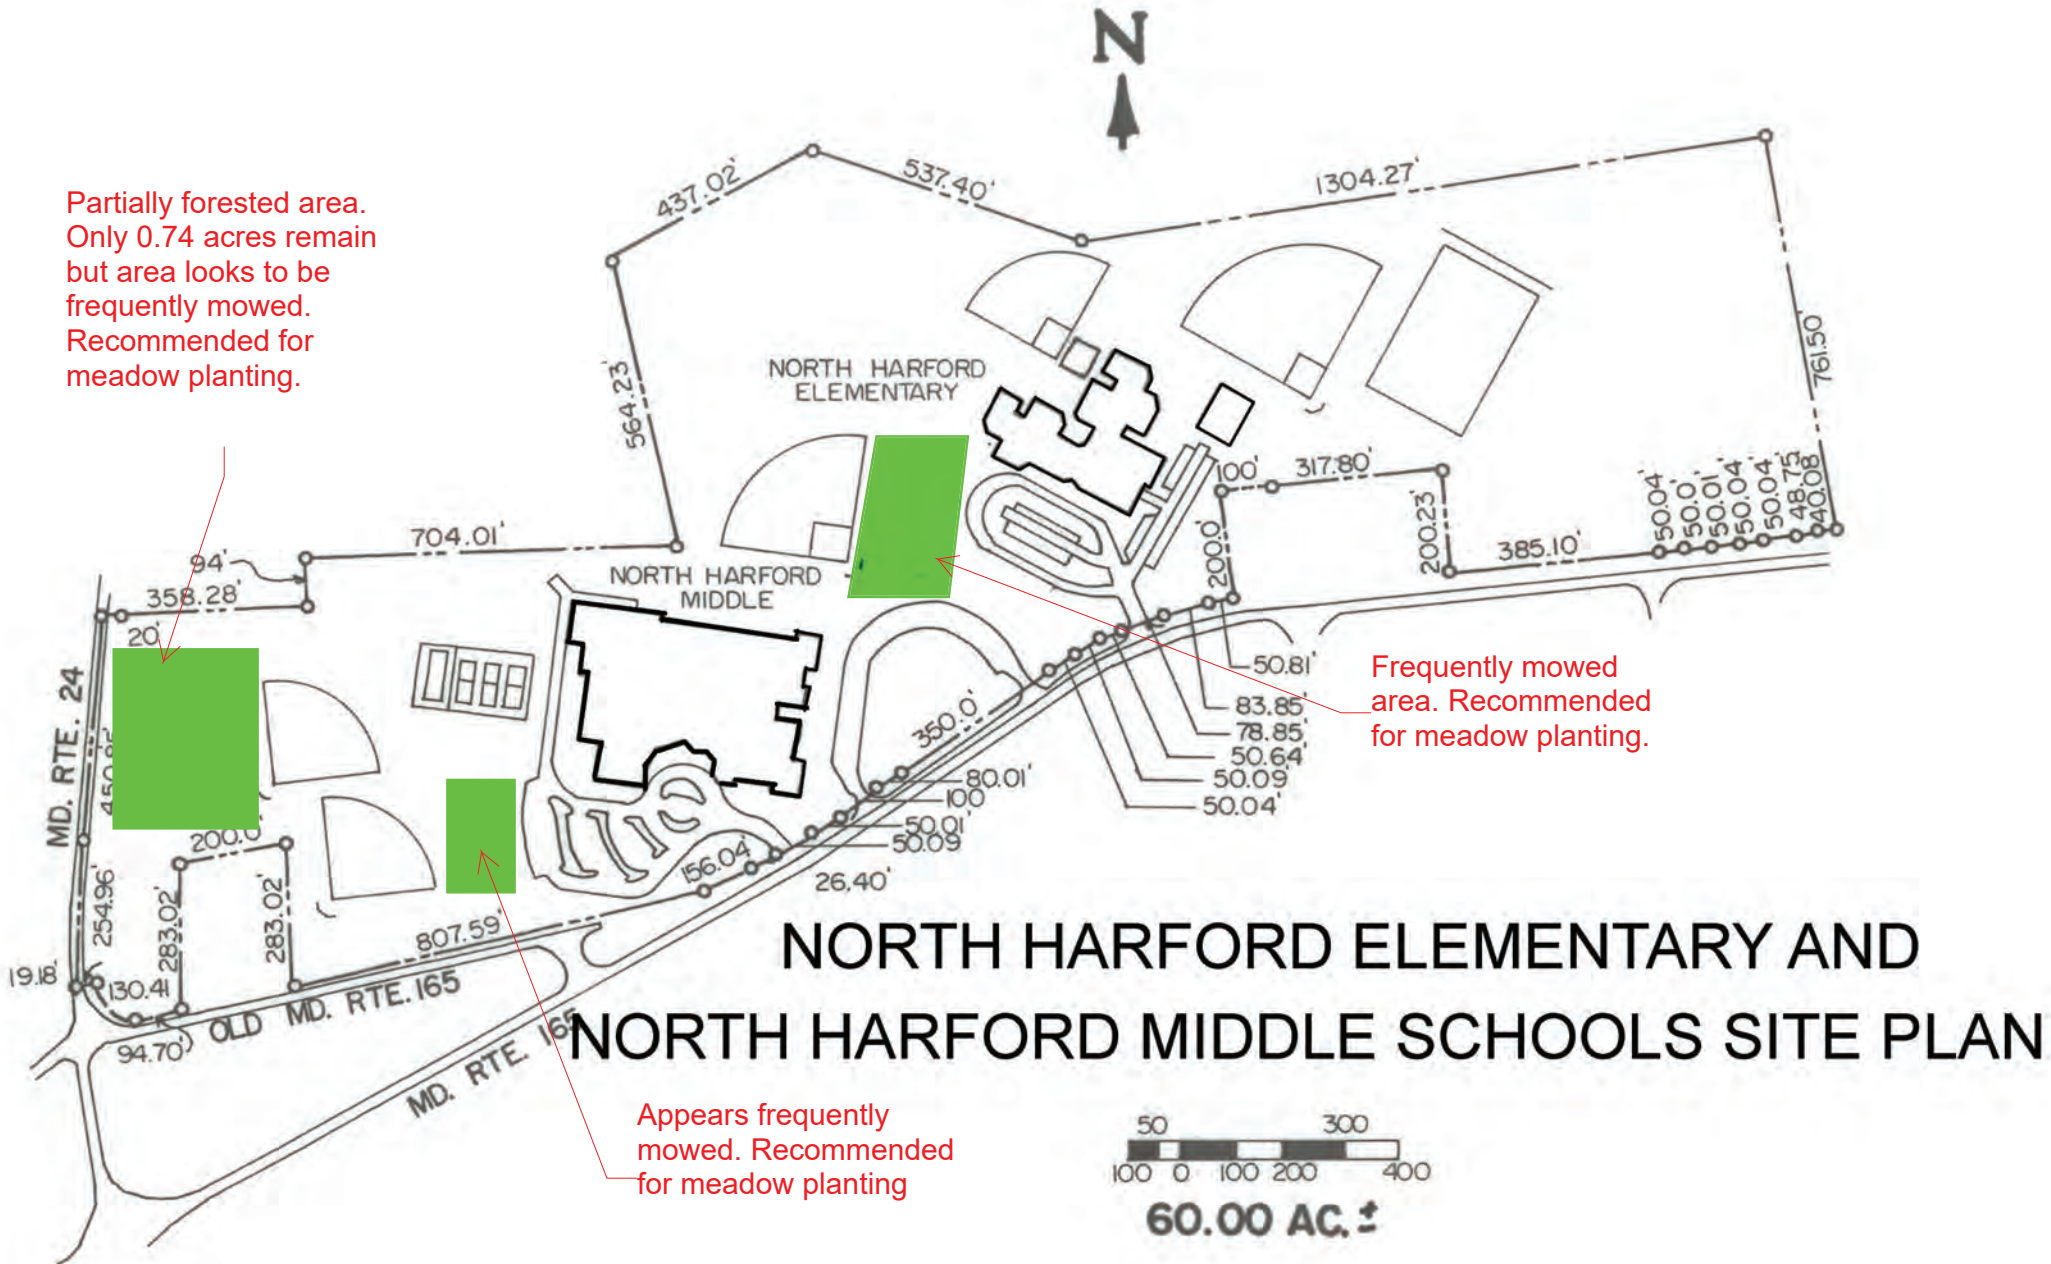 N
437.02'
537.40'
1304.27'
Partially forested area.
Only 0.74 acres remain
but area looks to be
frequently mowed.
Recommended for
meadow planting.
564.23'
761.50'
NORTH HARFORD
ELEMENTARY
704.01'
94'
358.28'
20'
NORTH HARFORD
MIDDLE
100'
317.80'
200.23'
200.0'
385.10'
50.04'
50.0'
50.01'
50.04'
50.04'
48.75'
40.08'
MD. RTE. 24
Frequently mowed
area. Recommended
for meadow planting.
50.81'
83.85'
78.85'
50.64'
50.09'
50.04'
350.0'
80.01'
100'
50.01'
50.09
26.40'
156.04'
200.0'
254.96'
283.02'
283.02'
807.59'
19.18'
130.41
94.70'
OLD MD. RTE. 165
MD. RTE. 165
NORTH HARFORD ELEMENTARY AND
NORTH HARFORD MIDDLE SCHOOLS SITE PLAN
Appears frequently
mowed. Recommended
for meadow planting
50 300
100 0 100 200 400
60.00 AC. ±